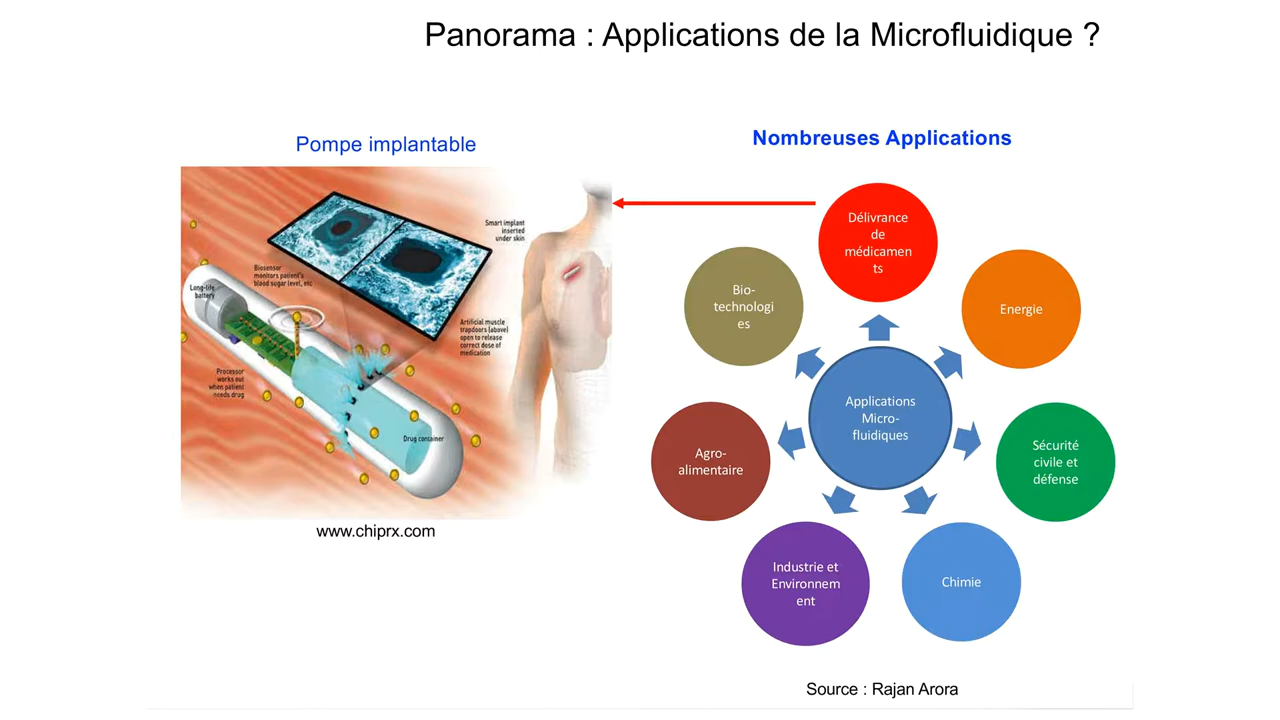 Panorama : Applications de la Microfluidique ?
Pompe implantable
Smart implant
inserted
under skin
Biosensor
monitors patient's
blood sugar level, etc
Long-life
battery
Artificial muscle
trapdoors (above)
open to release
correct dose of
medication
Processor
works out
when patient
needs drug
Drug container
www.chiprx.com
Nombreuses Applications
Délivrance
de
médicamen
ts
Bio-
technologi
es
Energie
Applications
Micro-
fluidiques
Agro-
alimentaire
Sécurité
civile et
défense
Industrie et
Environnem
ent
Chimie
Source : Rajan Arora